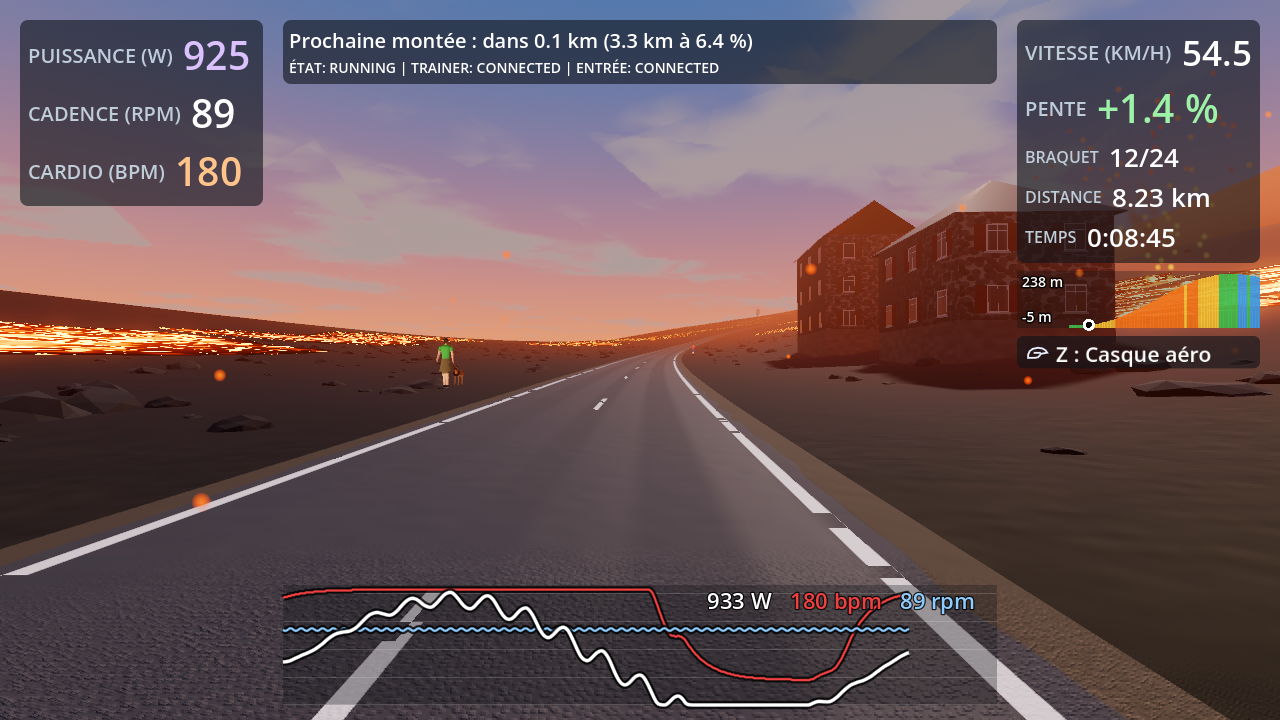 PUISSANCE (W) 925
CADENCE (RPM) 89
CARDIO (BPM) 180
Prochaine montée : dans 0.1 km (3.3 km à 6.4 %)
ÉTAT: RUNNING | TRAINER: CONNECTED | ENTRÉE: CONNECTED
VITESSE (KM/H) 54.5
PENTE +1.4 %
BRAQUET 12/24
DISTANCE 8.23 km
TEMPS 0:08:45
238 m
-5 m
Z : Casque aéro
933 W 180 bpm 89 rpm